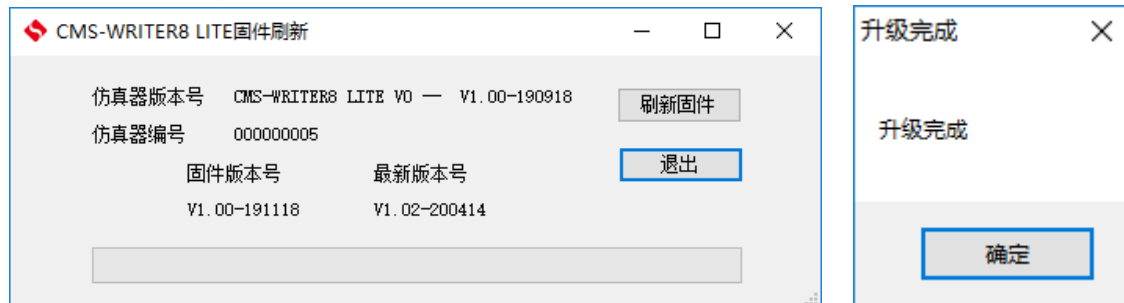 CMS-WRITER8 LITE固件刷新
仿真器版本号 CMS-WRITER8 LITE V0 — V1.00-190918
刷新固件
仿真器编号 000000005
退出
固件版本号 最新版本号
V1.00-191118 V1.02-200414
升级完成
升级完成
确定